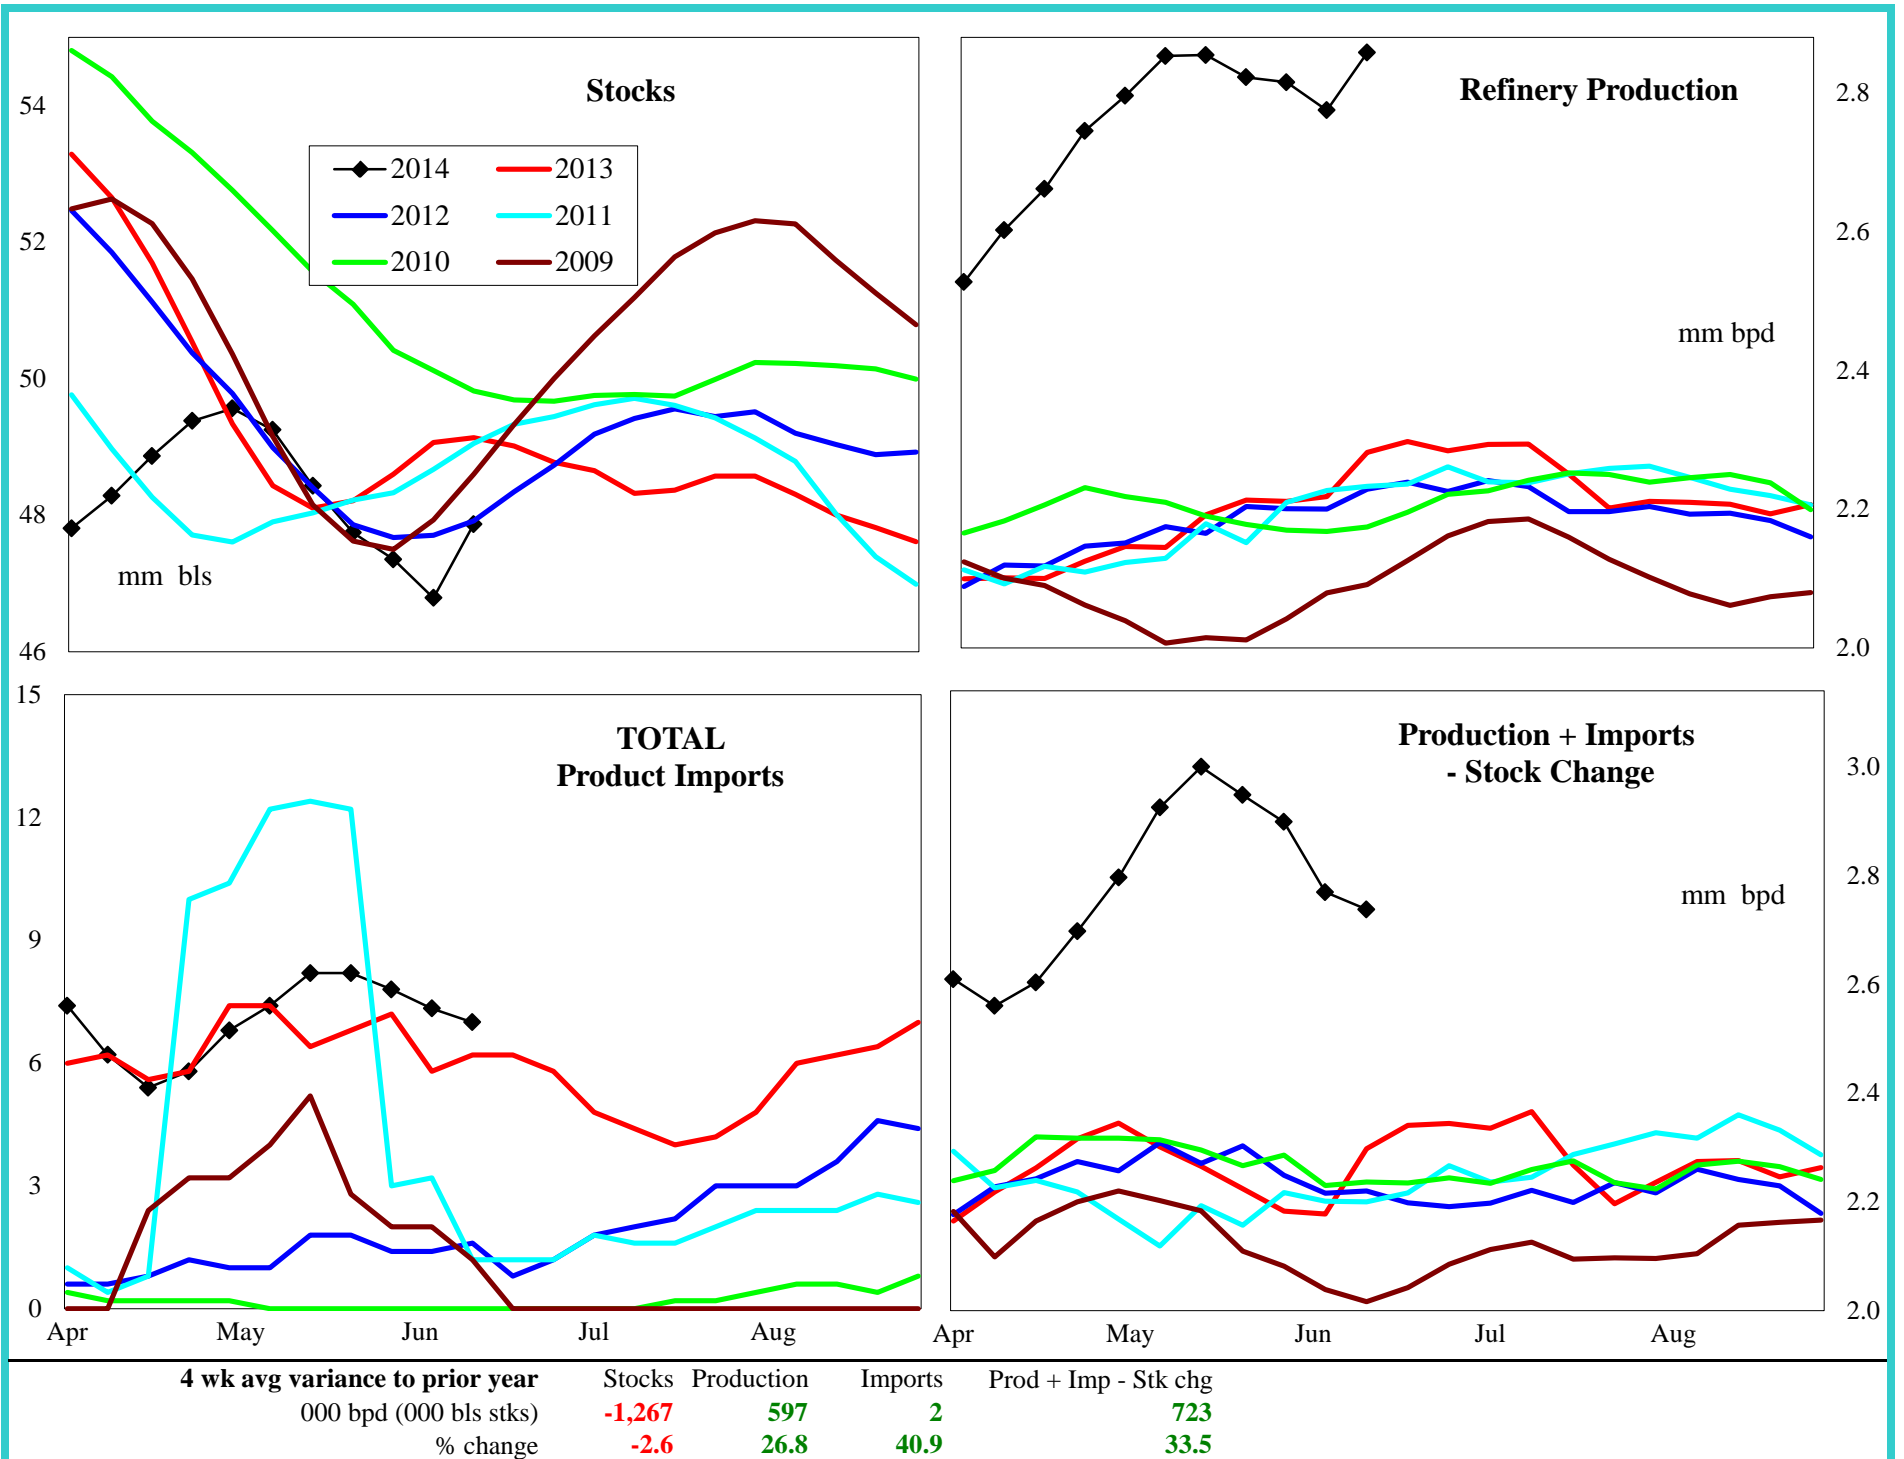 Stocks
54
52
50
48
46
2014 2013
2012 2011
2010 2009
mm bls
Refinery Production
2.8
2.6
2.4
2.2
2.0
mm bpd
TOTAL
Product Imports
15
12
9
6
3
0
Apr May Jun Jul Aug
Production + Imports
- Stock Change
3.0
2.8
2.6
2.4
2.2
2.0
mm bpd
Apr May Jun Jul Aug
4 wk avg variance to prior year Stocks Production Imports Prod + Imp - Stk chg
000 bpd (000 bls stks) -1,267 597 2 723
% change -2.6 26.8 40.9 33.5